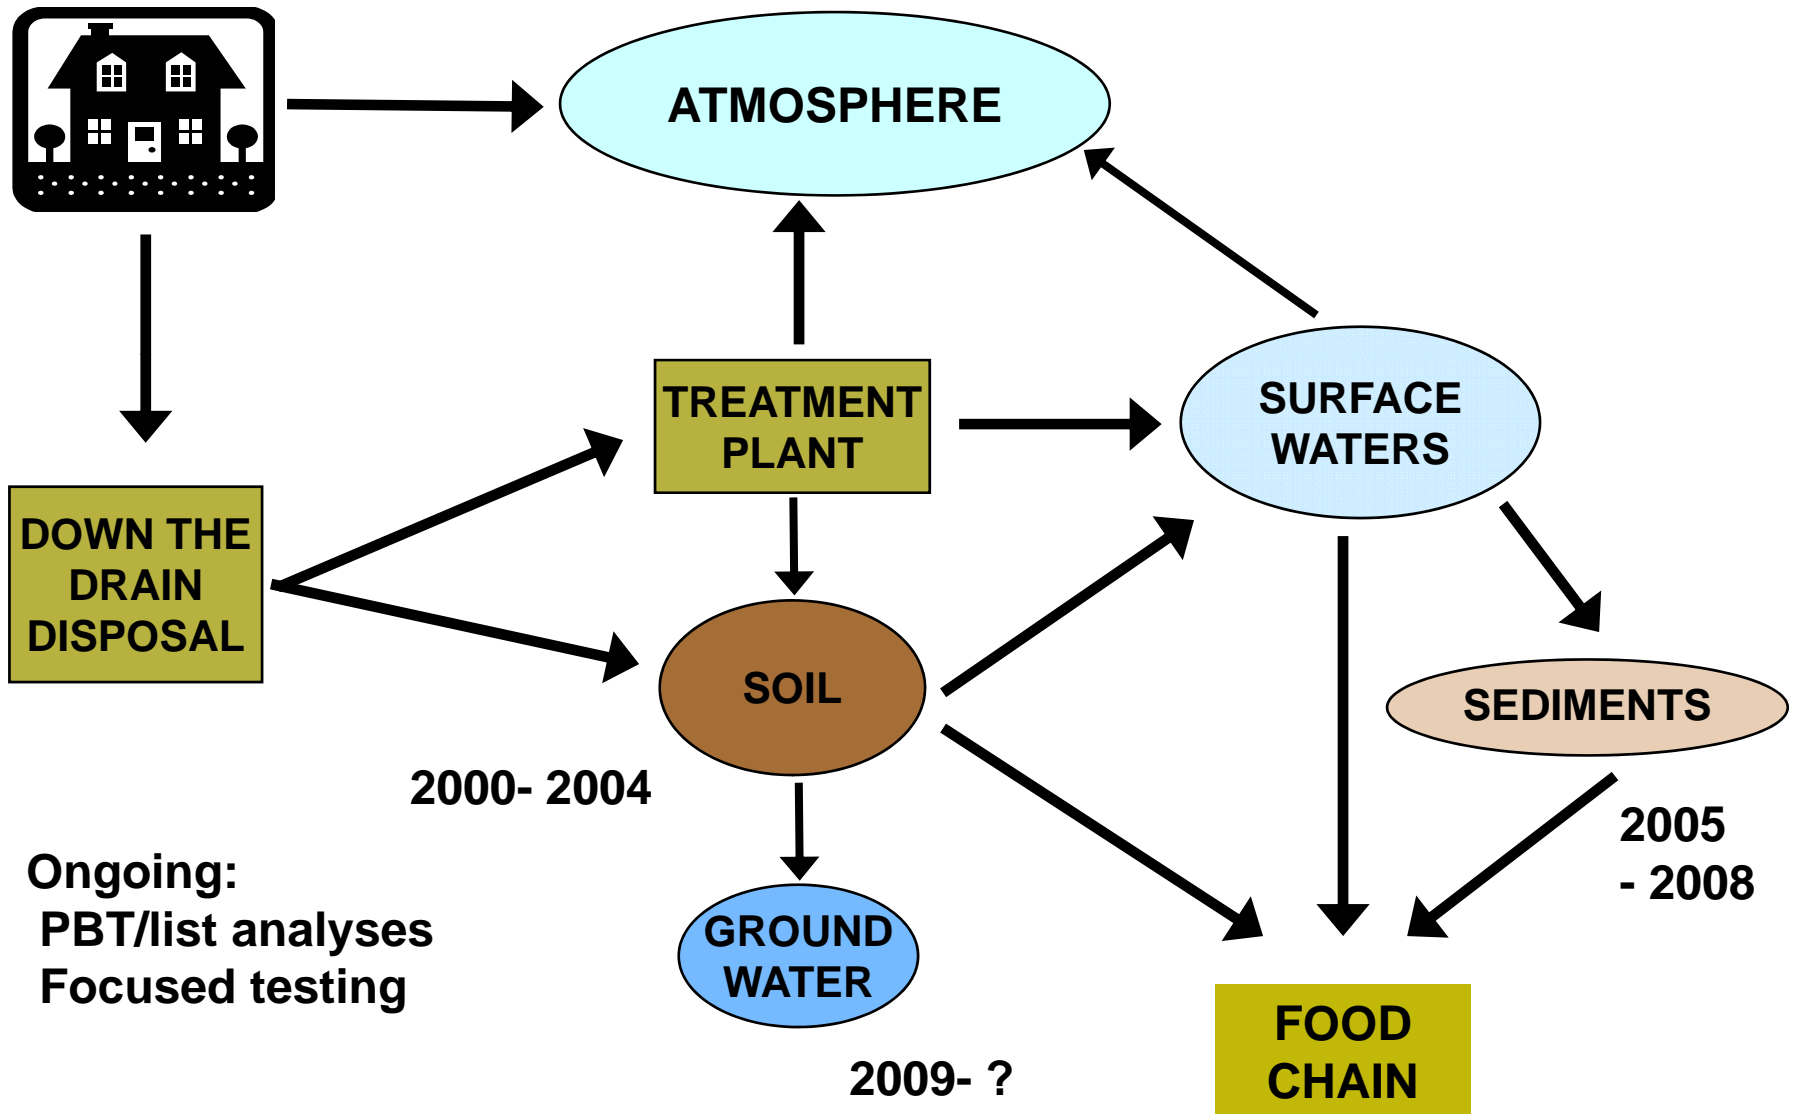 ATMOSPHERE
TREATMENT
PLANT
SURFACE
WATERS
DOWN THE
DRAIN
DISPOSAL
SOIL
SEDIMENTS
2000- 2004
2005
- 2008
Ongoing:
PBT/list analyses
Focused testing
GROUND
WATER
FOOD
CHAIN
2009- ?